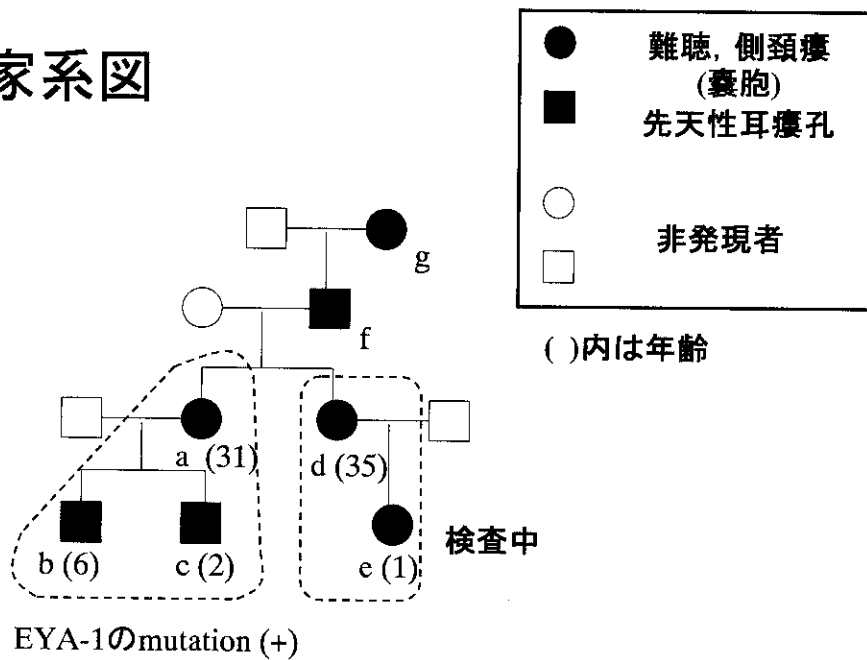 家系図
難聴, 側頚瘻
(嚢胞)
先天性耳瘻孔
非発現者
( )内は年齢
g
f
a (31)
d (35)
b (6)
c (2)
e (1)
検査中
EYA-1のmutation (+)